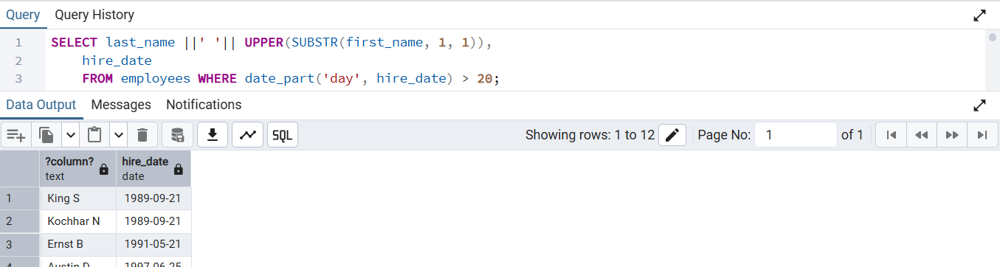 Query Query History
1 SELECT last_name ||' '|| UPPER(SUBSTR(first_name, 1, 1)),
2 hire_date
3 FROM employees WHERE date_part('day', hire_date) > 20;
Data Output Messages Notifications
SQL Showing rows: 1 to 12 Page No: 1 of 1
?column? hire_date
text date
1 King S 1989-09-21
2 Kochhar N 1989-09-21
3 Ernst B 1991-05-21
4 Austin D 1997-06-25